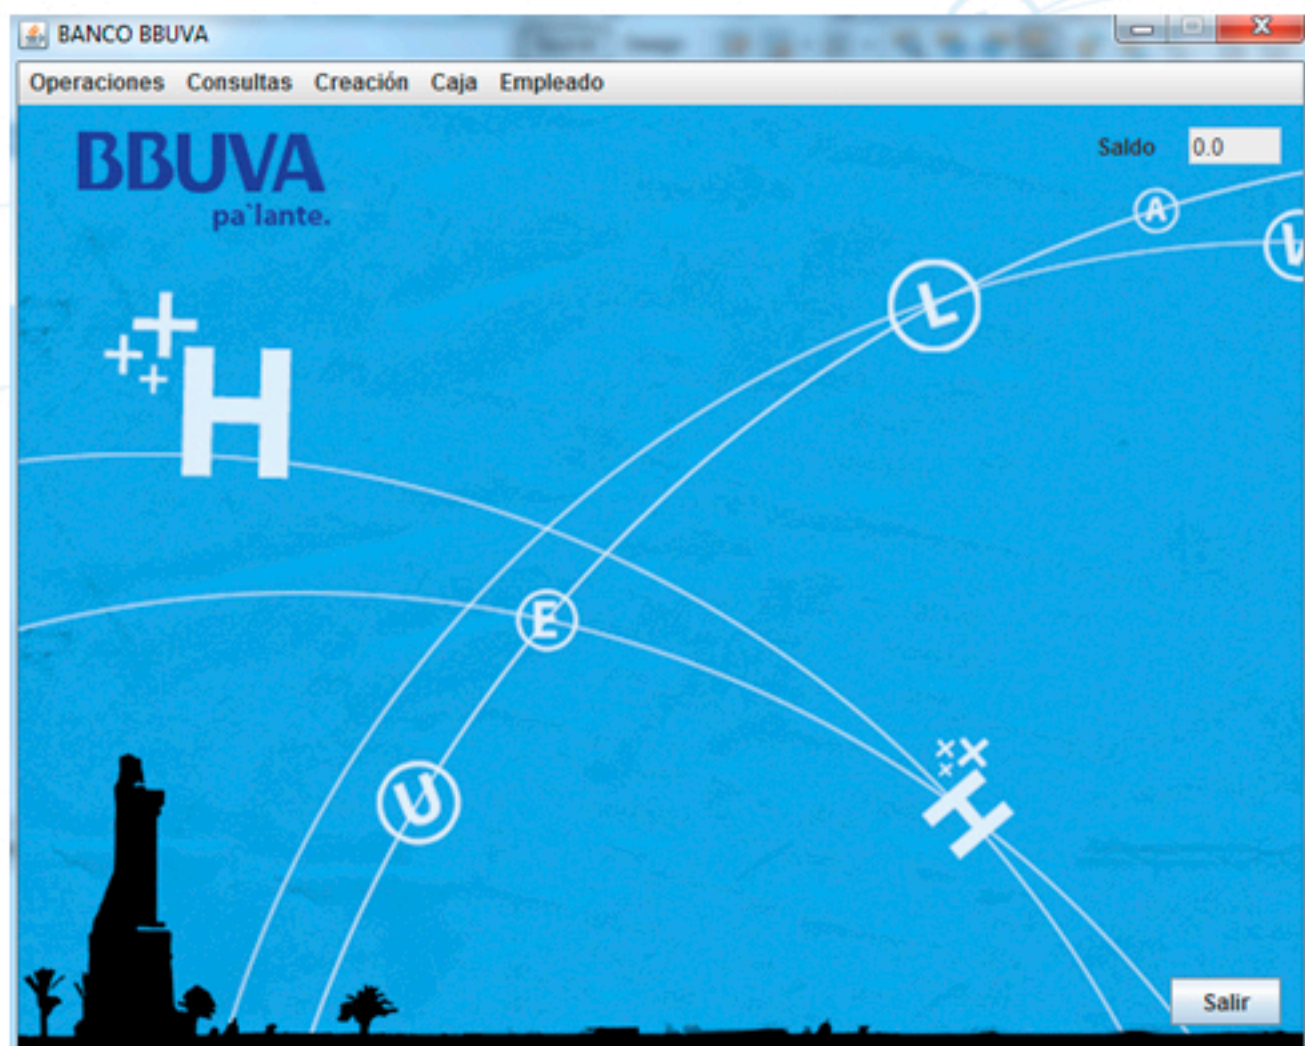 BANCO BBUVA
Operaciones Consultas Creación Caja Empleado
BBUVA
pa`lante.
Saldo 0.0
A
L
H
E
U
H
Salir